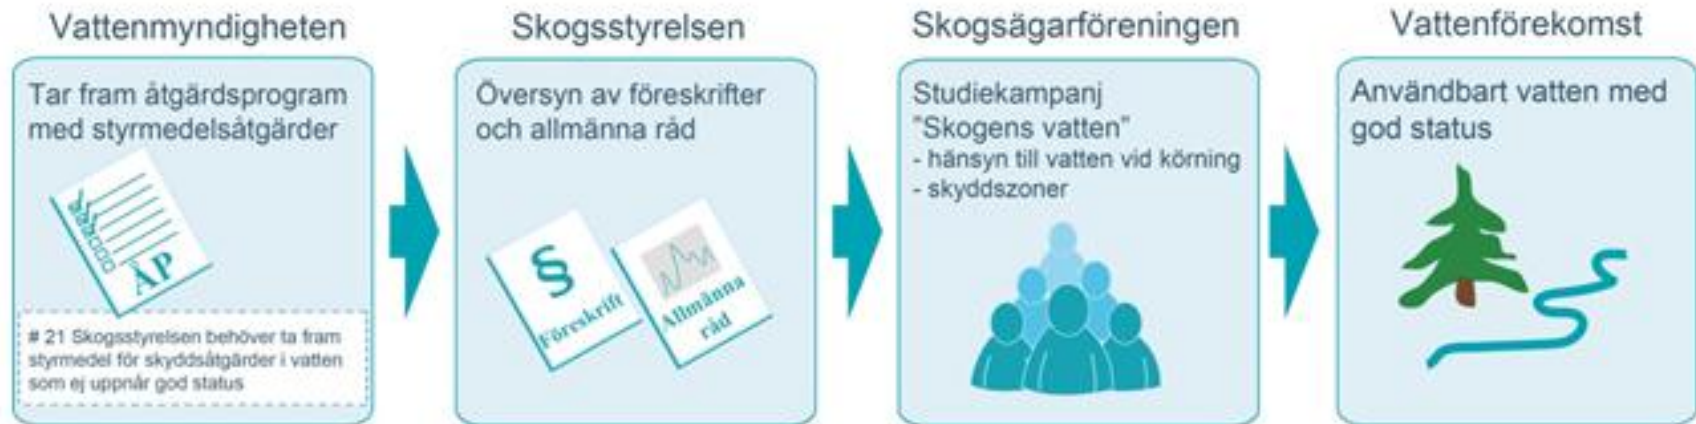 Vattenmyndigheten
Tar fram åtgärdsprogram
med styrmedelsåtgärder
ÅP
# 21 Skogsstyrelsen behöver ta fram
styrmedel för skyddsåtgärder i vatten
som ej uppnår god status
Skogsstyrelsen
Översyn av föreskrifter
och allmänna råd
§
Föreskrift
Allmänna
råd
Skogsägarföreningen
Studiekampanj
"Skogens vatten"
- hänsyn till vatten vid körning
- skyddszoner
Vattenförekomst
Användbart vatten med
god status